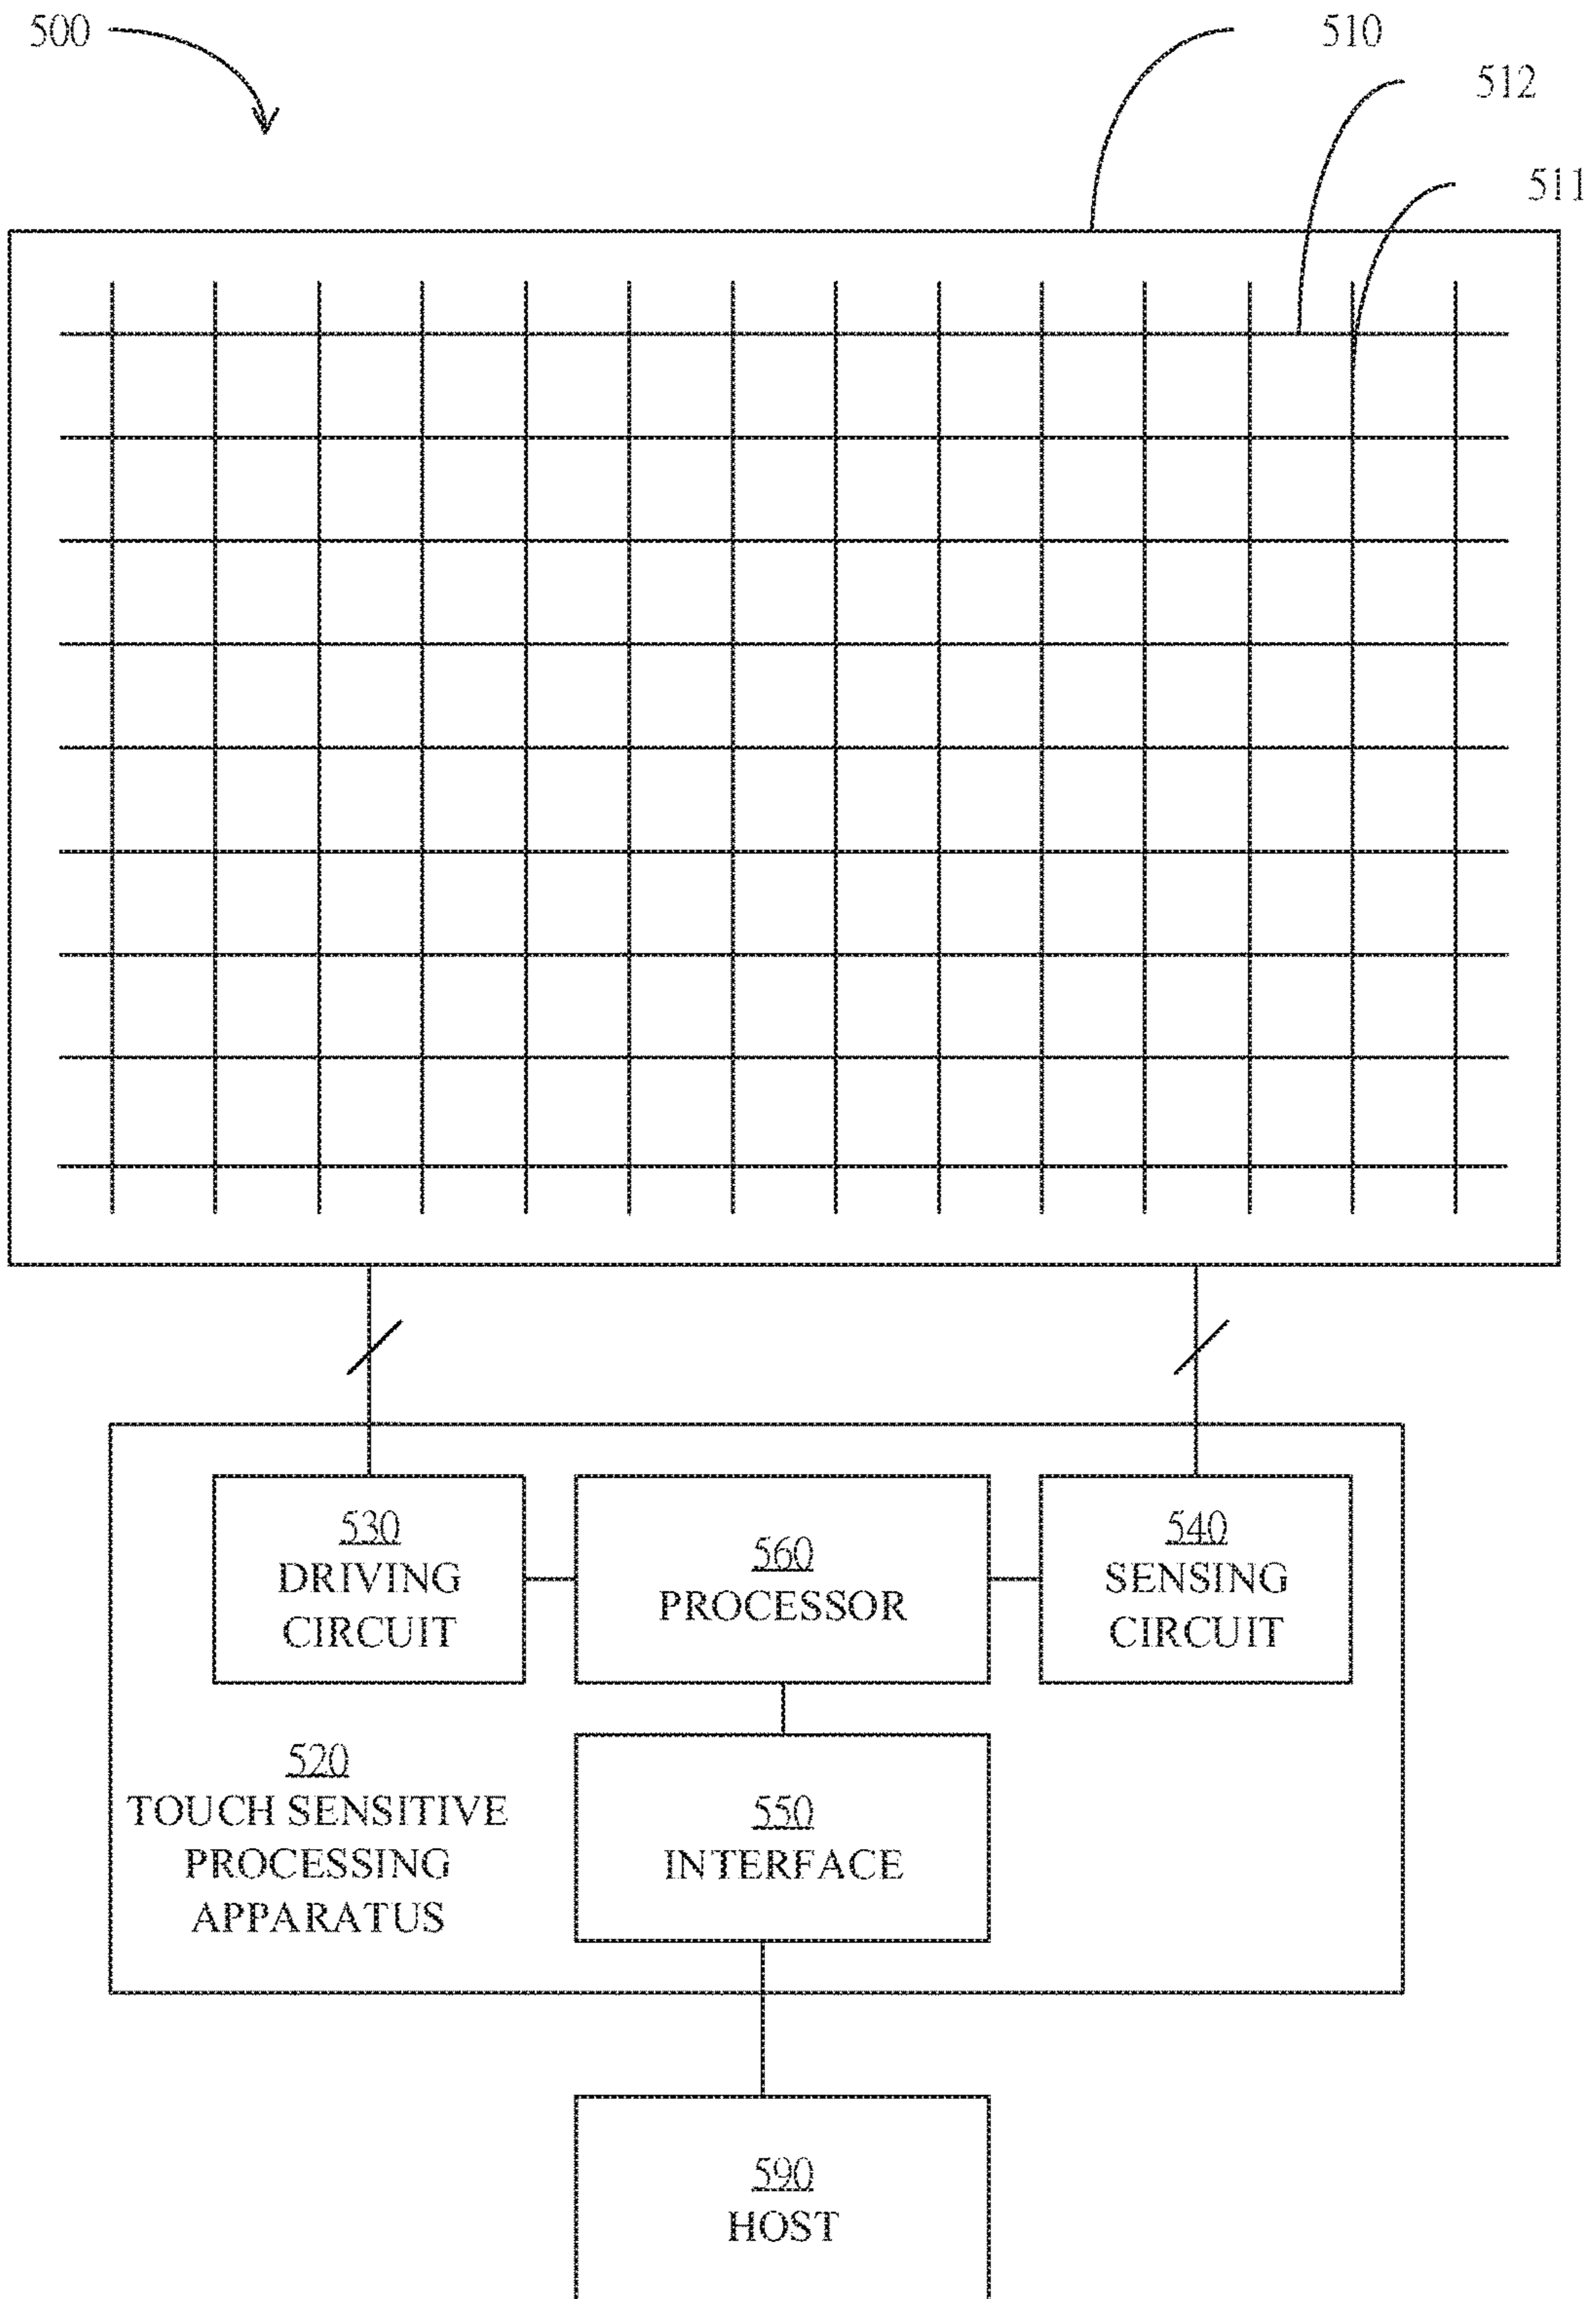 500
510
512
511
530
DRIVING
CIRCUIT
560
PROCESSOR
540
SENSING
CIRCUIT
520
TOUCH SENSITIVE
PROCESSING
APPARATUS
550
INTERFACE
590
HOST